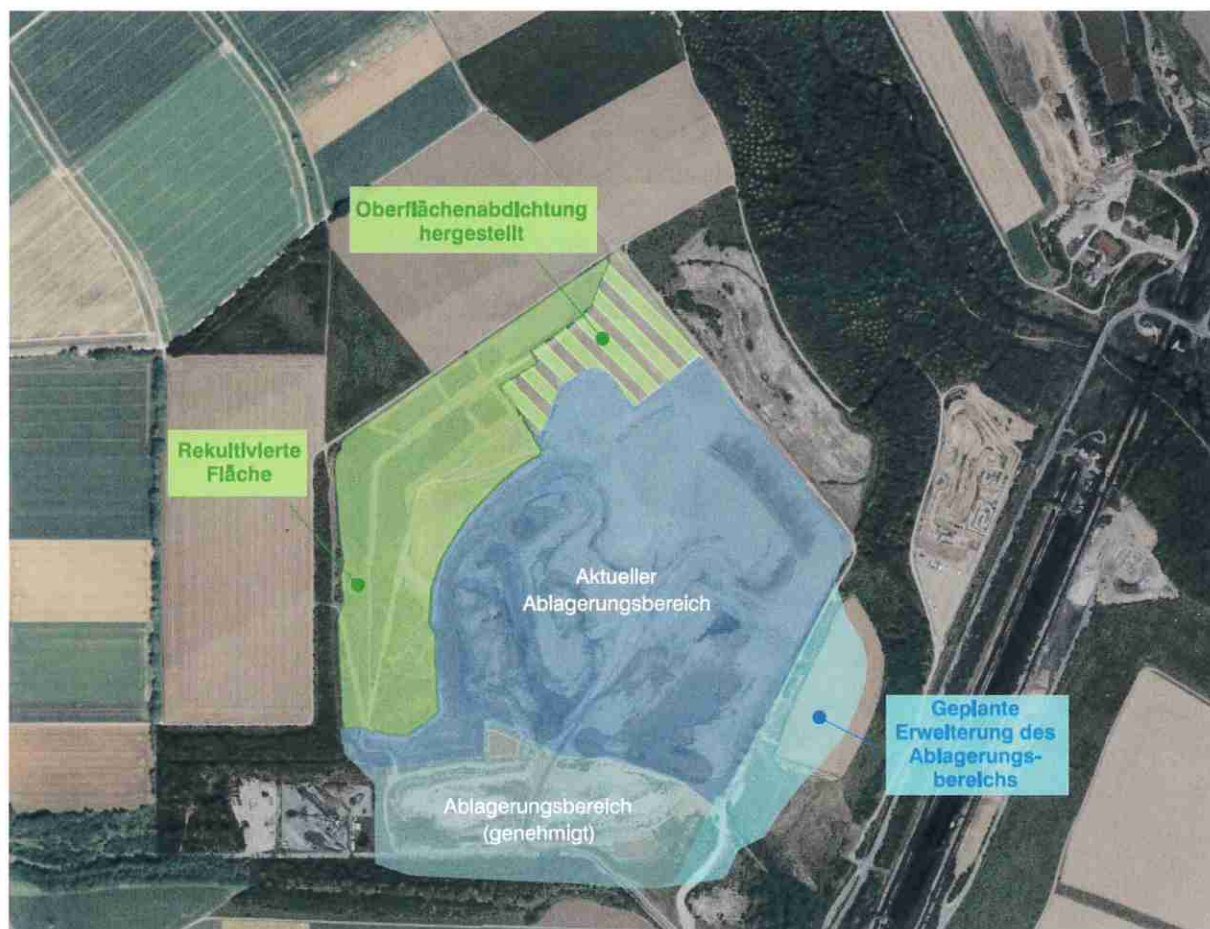 Oberflächenabdichtung
hergestellt
Rekultivierte
Fläche
Aktueller
Ablagerungsbereich
Geplante
Erweiterung des
Ablagerungs-
bereichs
Ablagerungsbereich
(genehmigt)